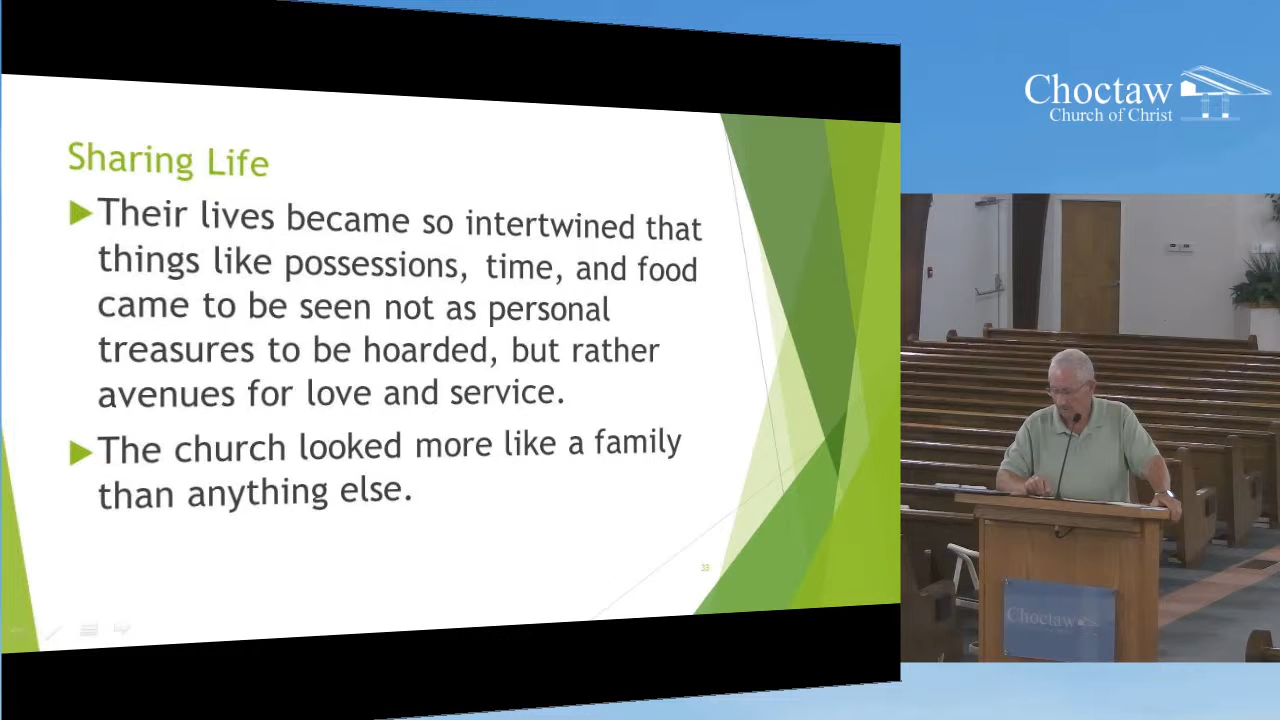 Sharing Life
Their lives became so intertwined that
things like possessions, time, and food
came to be seen not as personal
treasures to be hoarded, but rather
avenues for love and service.
The church looked more like a family
than anything else.
33
Choctaw
Church of Christ
Choctaw